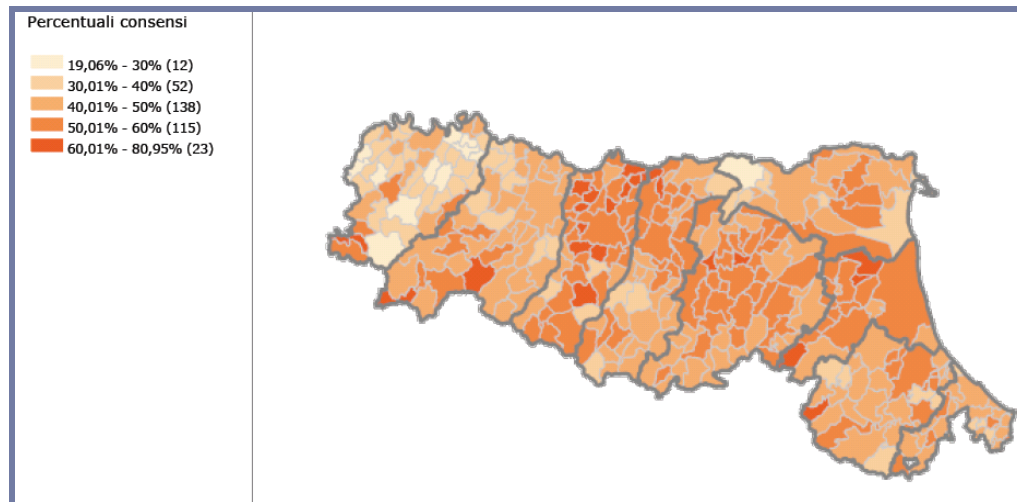 Percentuali consensi
19,06% - 30% (12)
30,01% - 40% (52)
40,01% - 50% (138)
50,01% - 60% (115)
60,01% - 80,95% (23)